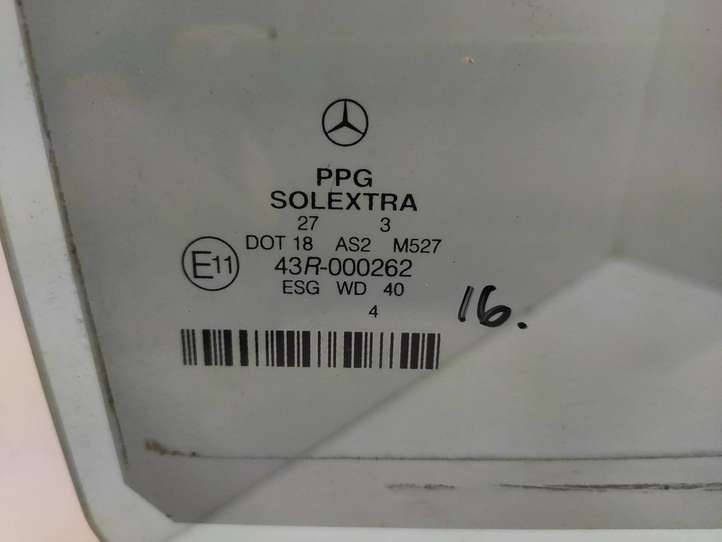 PPG
SOLEXTRA
27 3
DOT 18 AS2 M527
E11 43R-000262
ESG WD 40
4
16.